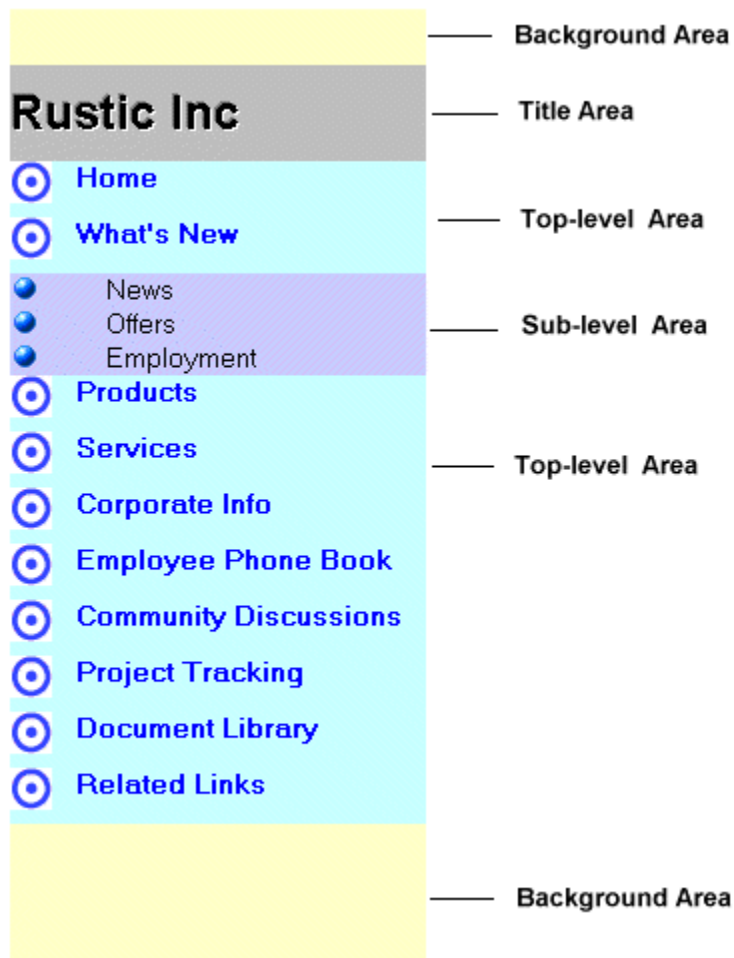 Background Area
Rustic Inc
Title Area
Home
Top-level Area
What's New
News
Offers
Sub-level Area
Employment
Products
Services
Top-level Area
Corporate Info
Employee Phone Book
Community Discussions
Project Tracking
Document Library
Related Links
Background Area